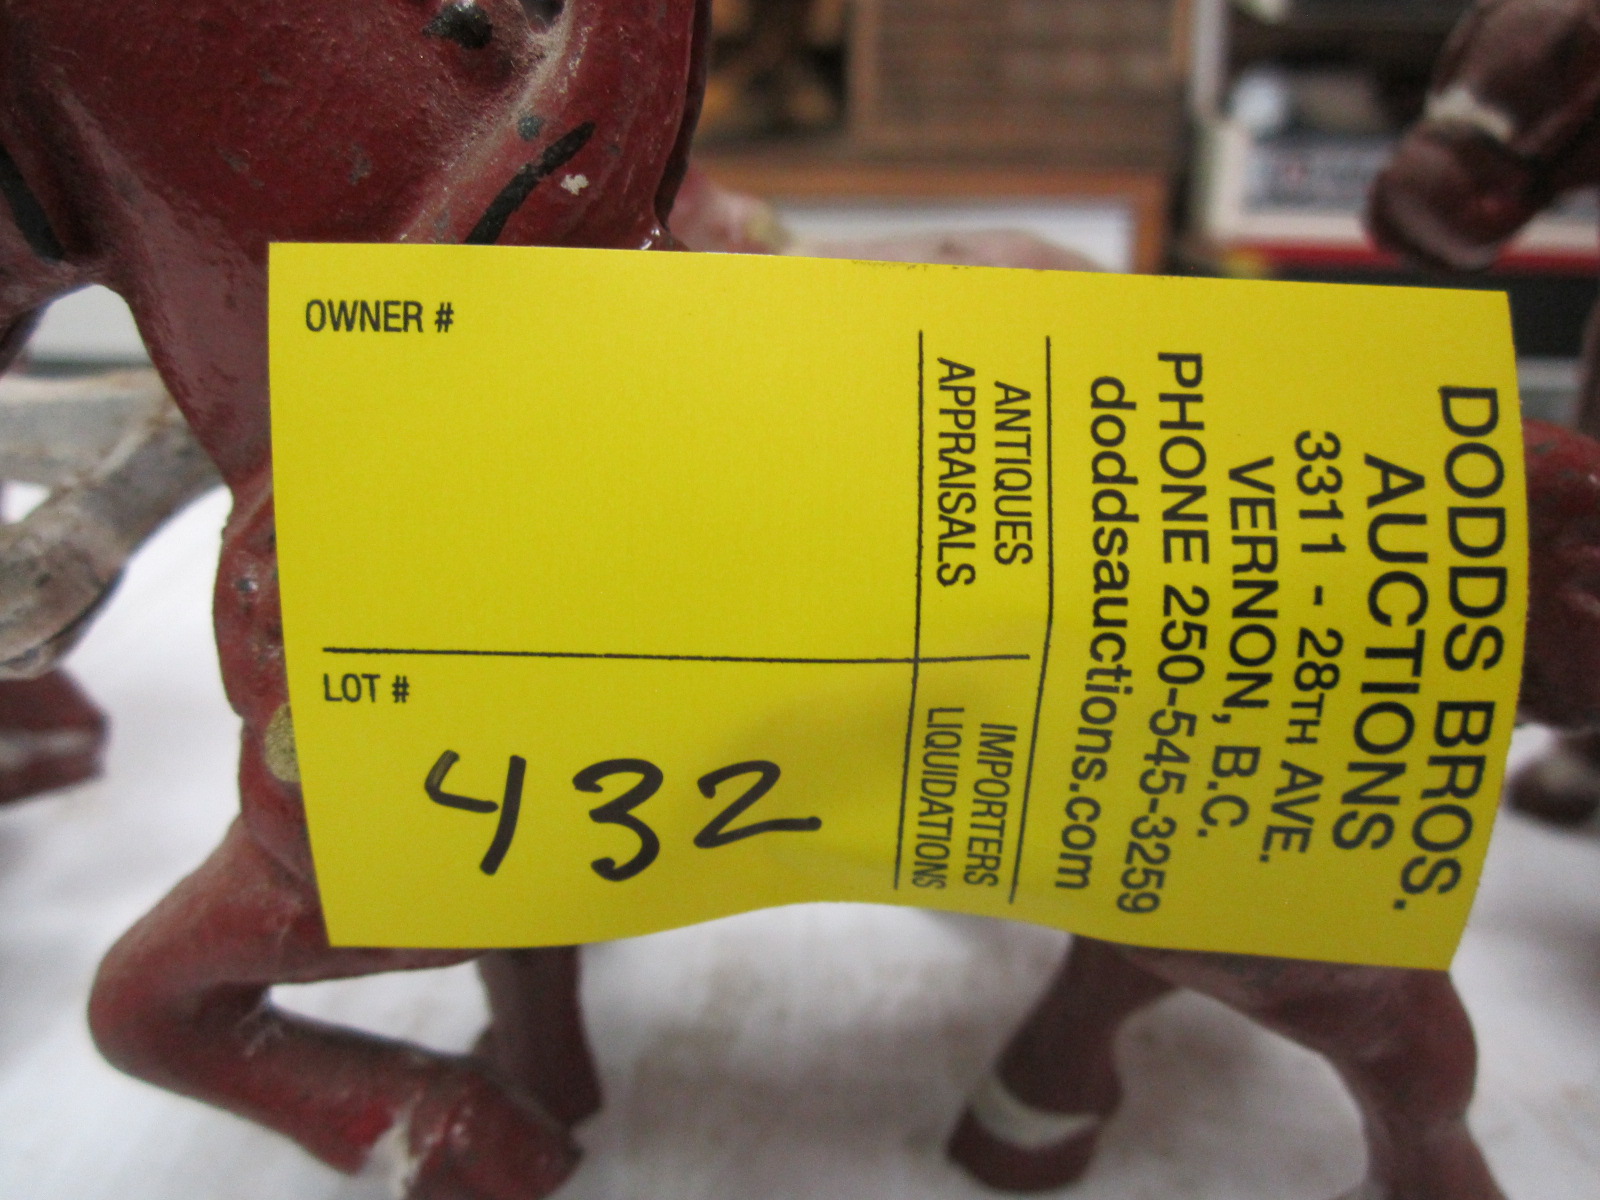 DODDS BROS.
AUCTIONS
3311 - 28TH AVE.
VERNON, B.C.
PHONE 250-545-3259
doddsauctions.com
ANTIQUES
APPRAISALS
IMPORTERS
LIQUIDATIONS
OWNER #
LOT #
432